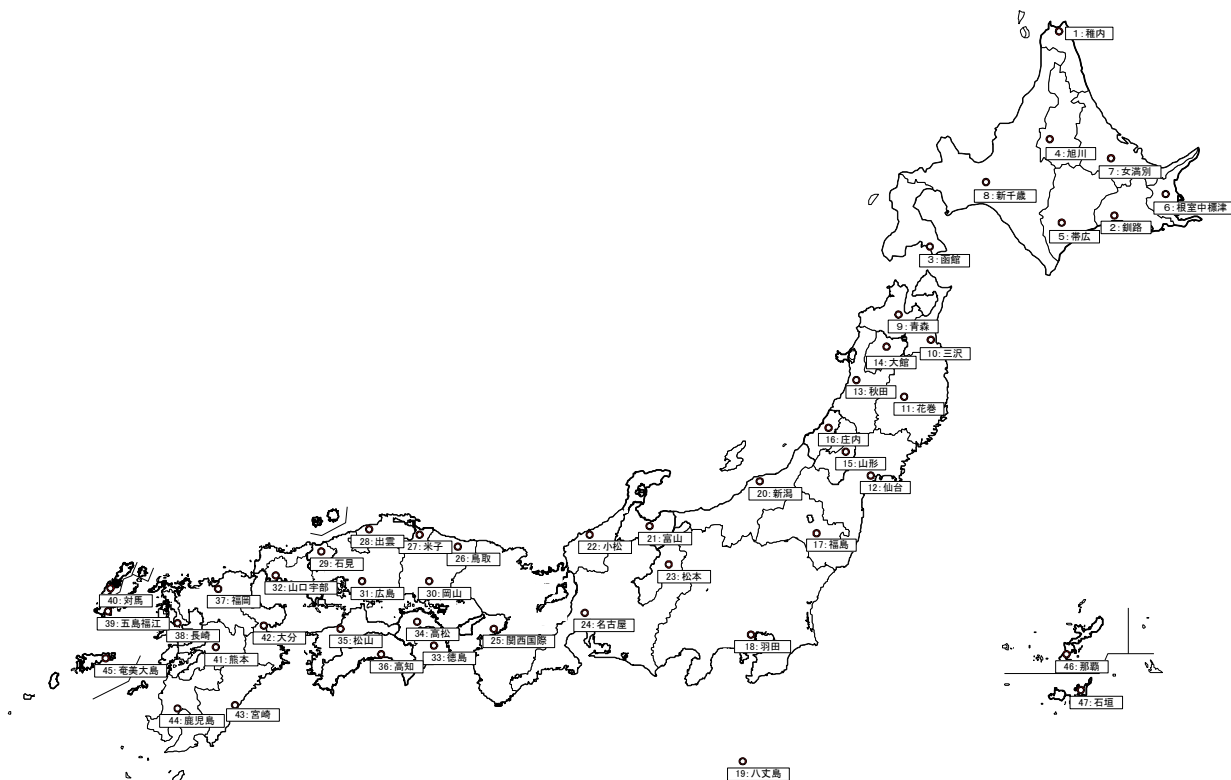 1:稚内
4:旭川
7:女満別
8:新千歳
6:根室中標津
2:釧路
5:帯広
3:函館
9:青森
10:三沢
14:大館
13:秋田
11:花巻
16:庄内
15:山形
12:仙台
20:新潟
17:福島
21:富山
22:小松
23:松本
24:名古屋
18:羽田
19:八丈島
28:出雲
27:米子
26:鳥取
29:石見
32:山口宇部
31:広島
30:岡山
37:福岡
40:対馬
39:五島福江
38:長崎
42:大分
35:松山
34:高松
25:関西国際
33:徳島
36:高知
41:熊本
45:奄美大島
43:宮崎
44:鹿児島
46:那覇
47:石垣